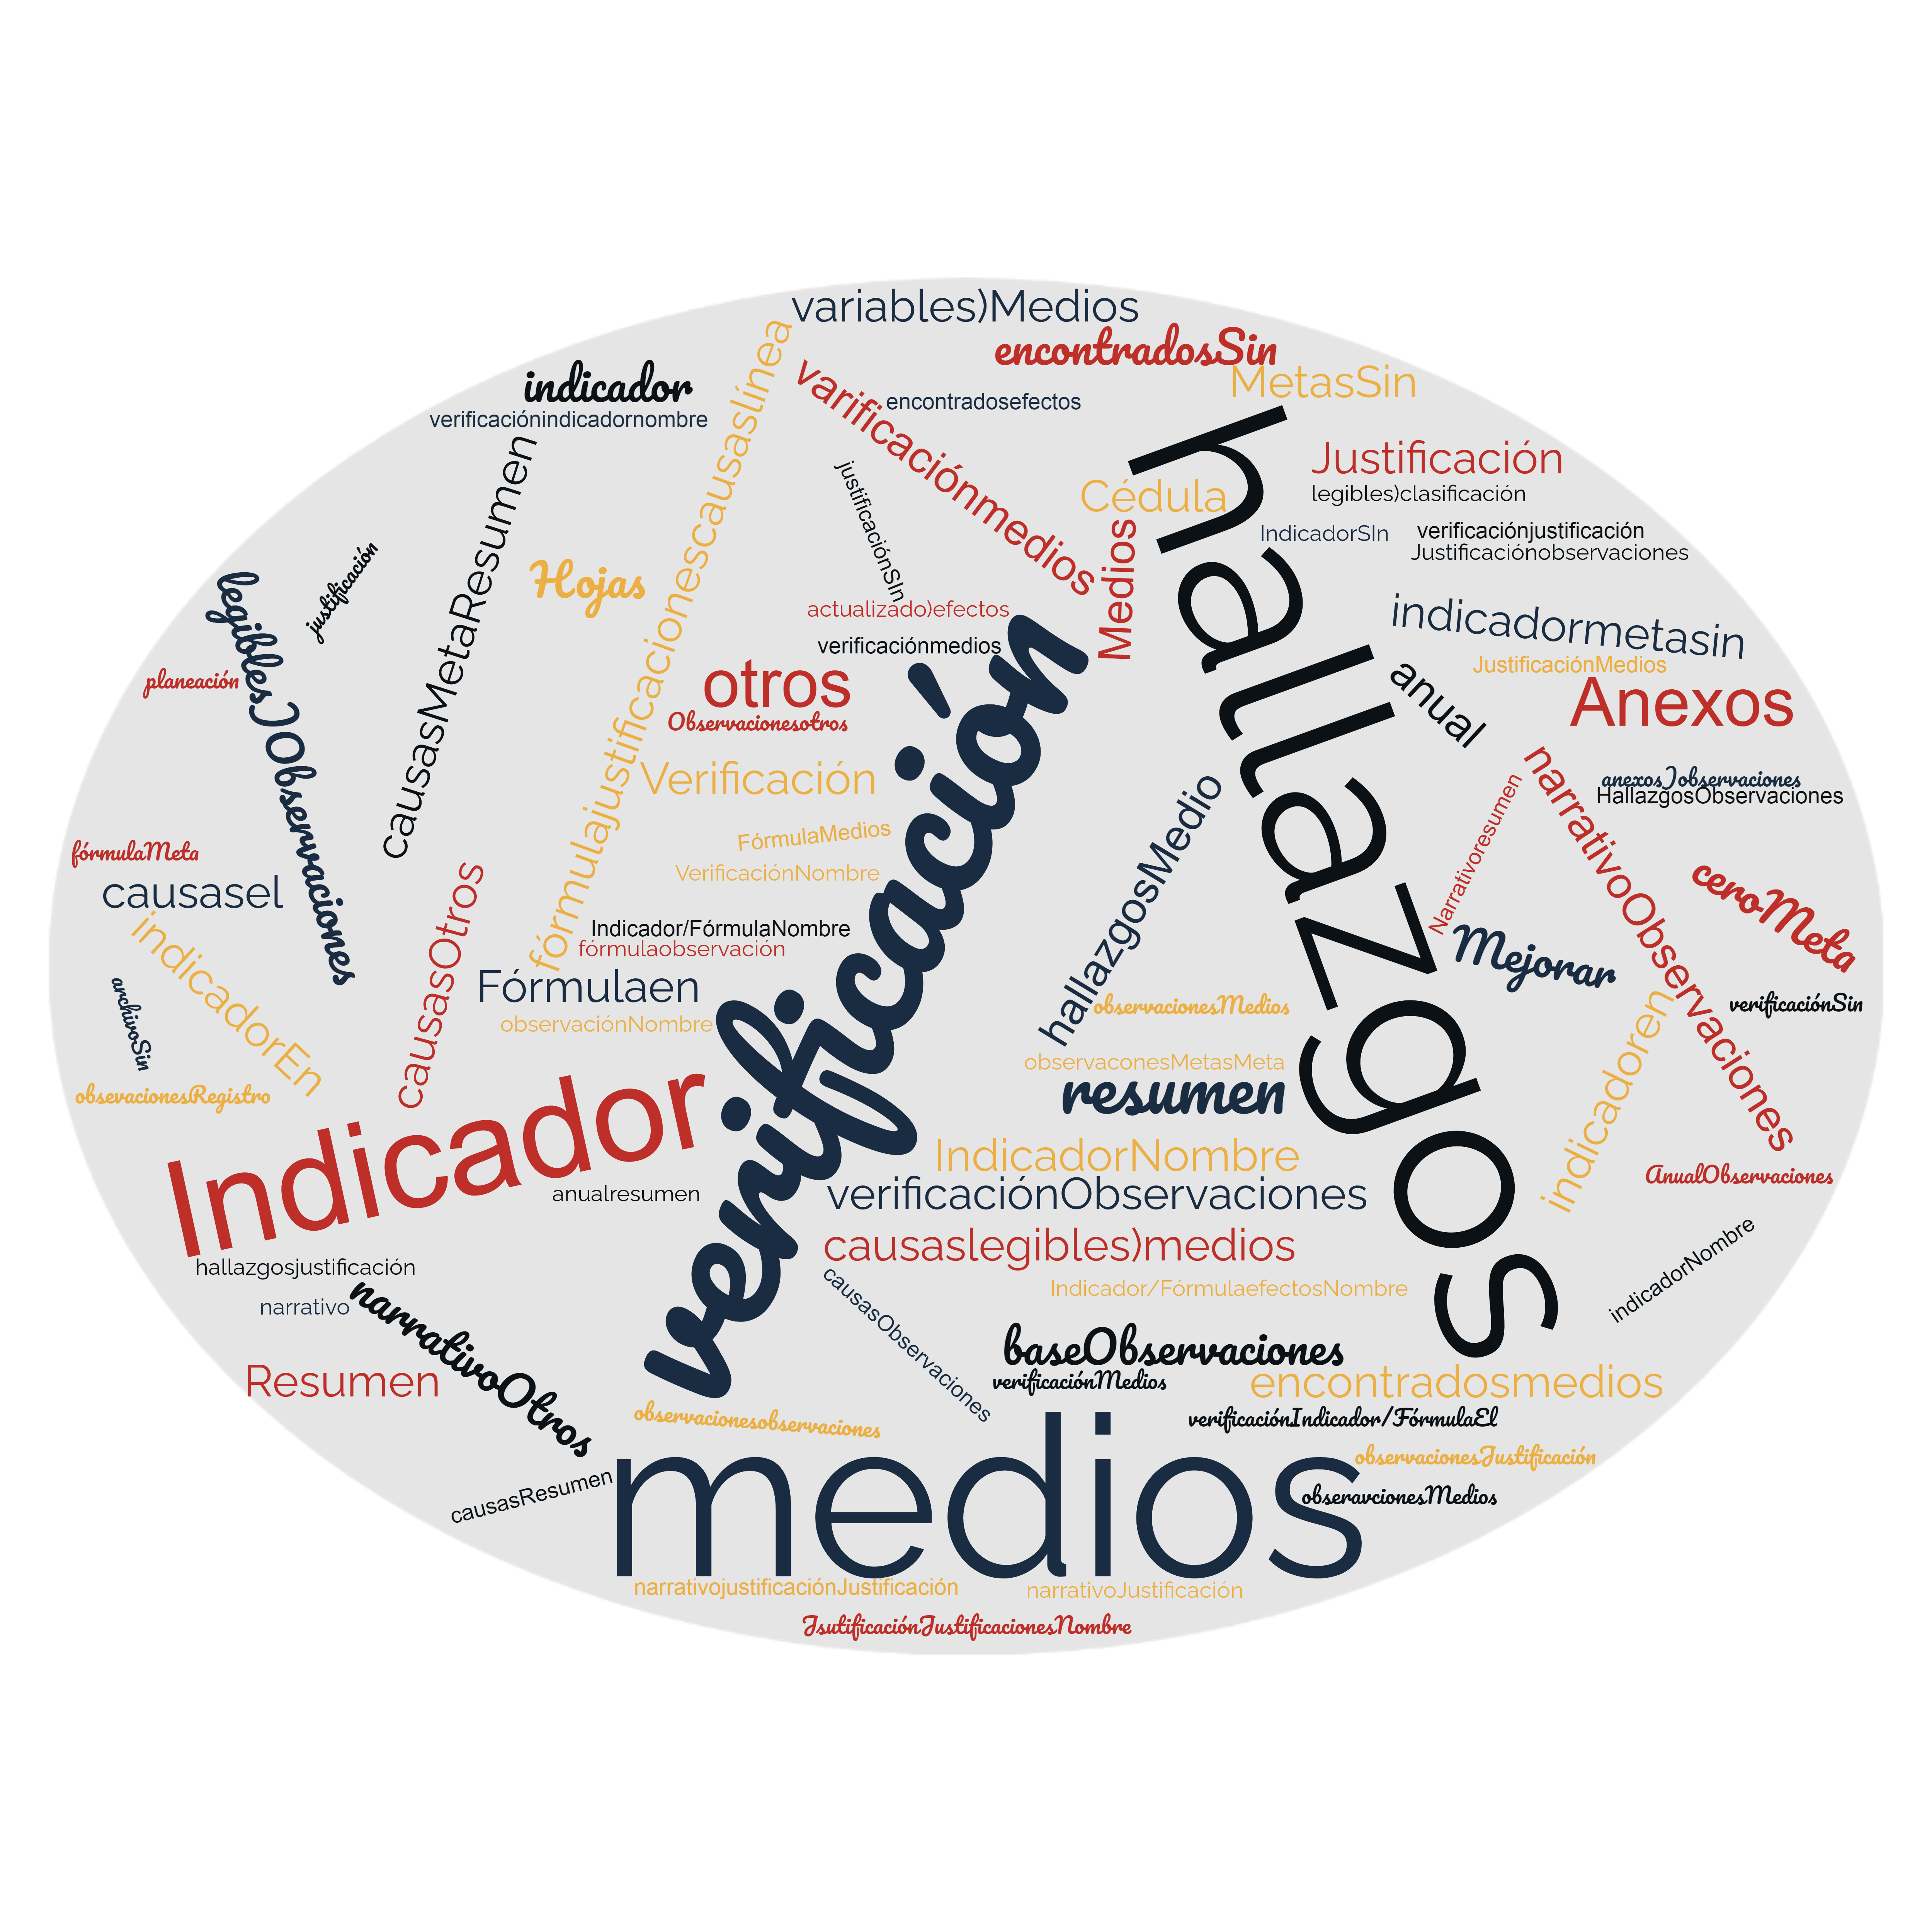 variables)Medios
encontradosSin
indicador
MetasSin
verificaciónindicadornombre
encontradosefectos
varificaciónmedios
fórmulajustificacionescausaslínea
causasMetaResumen
hallazgos
Justificación
Cédula
legibles)clasificación
justificaciónSIn
Medios
IndicadorSIn
verificaciónjustificación
Justificaciónobservaciones
Hojas
justificación
legibles)Observaciones
actualizado)efectos
indicadormetasin
verificaciónmedios
JustificaciónMedios
planeación
otros
anual
Anexos
Observacionesotros
verificación
Verificación
anexos)observaciones
HallazgosObservaciones
narrativoObservaciones
Narrativoresumen
hallazgosMedio
FórmulaMedios
fórmulaMeta
VerificaciónNombre
causasel
ceroMeta
causasOtros
Indicador/FórmulaNombre
fórmulaobservación
Mejorar
Fórmulaen
IndicadorEn
observaciónNombre
observacionesMedios
verificaciónSin
archivoSin
observaconesMetasMeta
obsevacionesRegistro
resumen
indicadoren
Indicador
IndicadorNombre
AnualObservaciones
anualresumen
verificaciónObservaciones
causaslegibles)medios
hallazgosjustificación
indicadorNombre
Indicador/FórmulaefectosNombre
narrativo
narrativoOtros
causasObservaciones
baseObservaciones
Resumen
verificaciónMedios
encontradosmedios
observacionesobservaciones
verificaciónIndicador/FórmulaEl
observacionesJustificación
causasResumen
medios
obseravcionesMedios
narrativojustificaciónJustificación
narrativoJustificación
JsutificaciónJustificacionesNombre